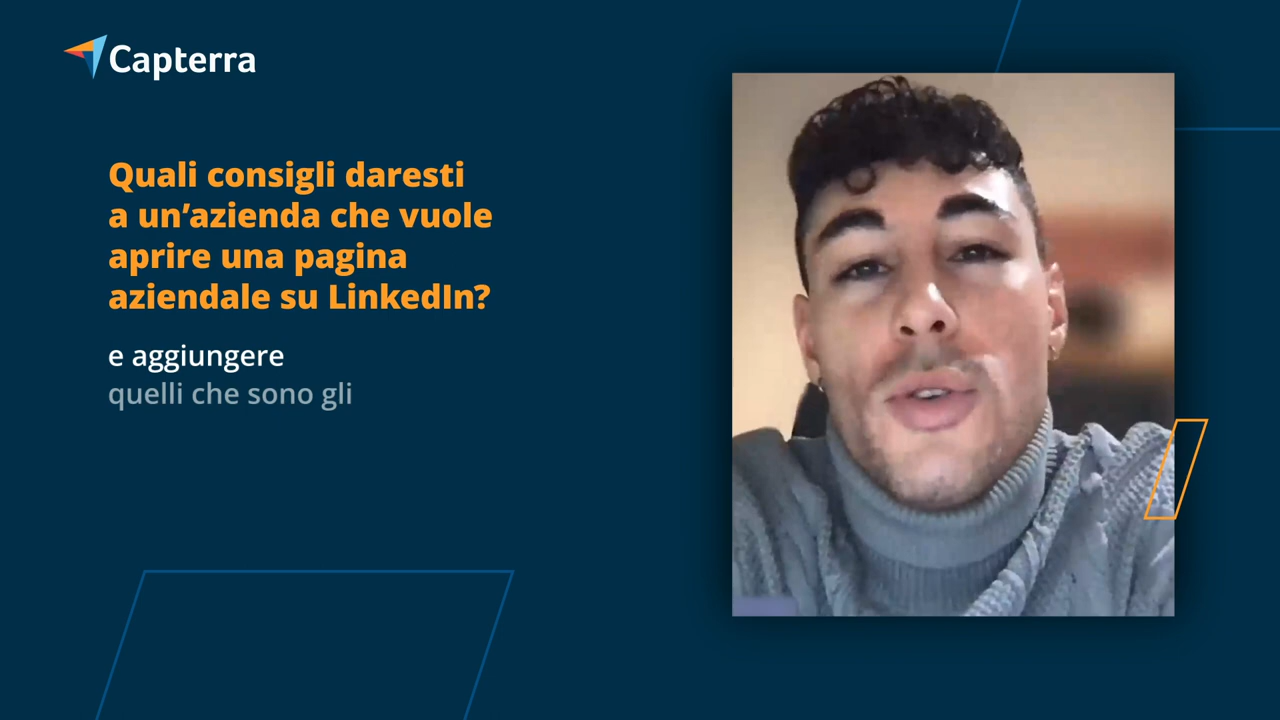 Capterra
Quali consigli daresti
a un’azienda che vuole
aprire una pagina
aziendale su LinkedIn?
e aggiungere
quelli che sono gli